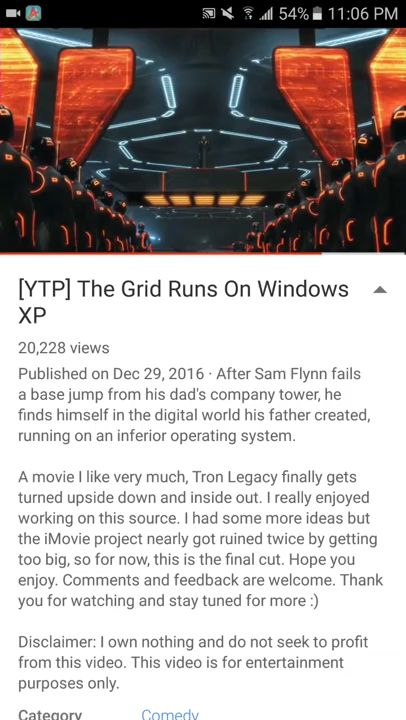 54% 11:06 PM
[YTP] The Grid Runs On Windows
XP
20,228 views
Published on Dec 29, 2016 · After Sam Flynn fails
a base jump from his dad's company tower, he
finds himself in the digital world his father created,
running on an inferior operating system.
A movie I like very much, Tron Legacy finally gets
turned upside down and inside out. I really enjoyed
working on this source. I had some more ideas but
the iMovie project nearly got ruined twice by getting
too big, so for now, this is the final cut. Hope you
enjoy. Comments and feedback are welcome. Thank
you for watching and stay tuned for more :)
Disclaimer: I own nothing and do not seek to profit
from this video. This video is for entertainment
purposes only.
Category Comedy